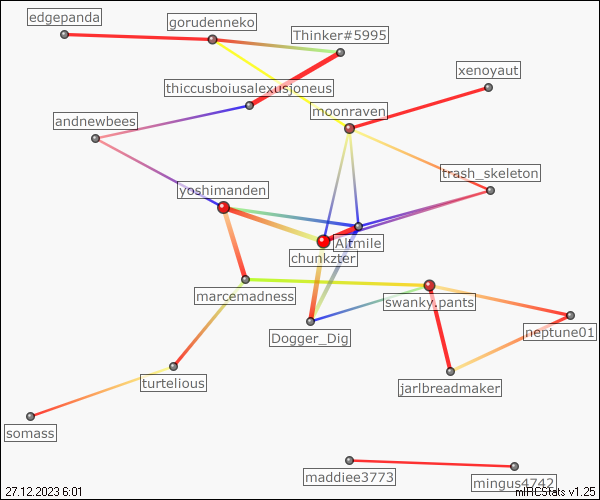 edgepanda
gorudenneko
Thinker#5995
xenoyaut
thiccusboiusalexusjoneus
moonraven
andnewbees
trash_skeleton
yoshimanden
Altmile
chunkzter
marcemadness
swanky.pants
Dogger_Dig
neptune01
turtelious
jarlbreadmaker
somass
maddiee3773
mingus4742
27.12.2023 6:01
mIRCStats v1.25